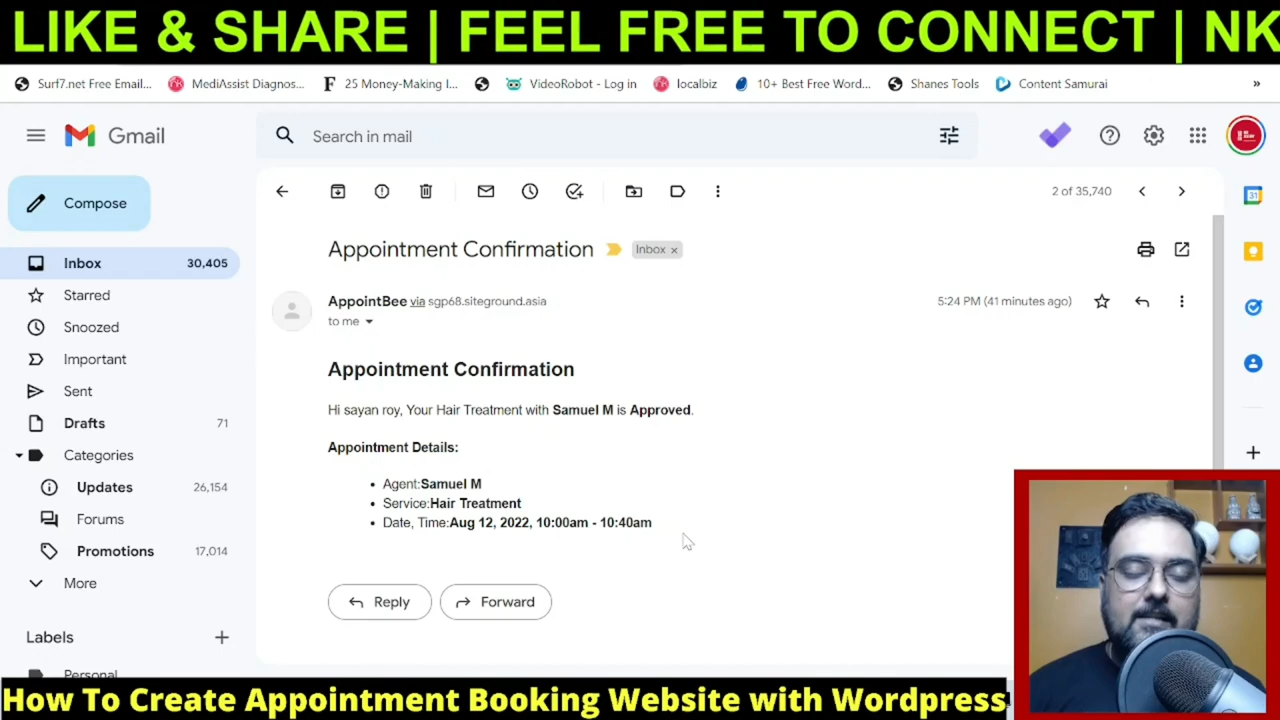 LIKE & SHARE | FEEL FREE TO CONNECT | NK
Surf7.net Free Email... MediAssist Diagnos... 25 Money-Making I... VideoRobot - Log in localbiz 10+ Best Free Word... Shanes Tools Content Samurai »
Gmail Search in mail
Compose 2 of 35,740
Appointment Confirmation Inbox ×
Inbox 30,405
Starred
AppointBee via sgp68.siteground.asia 5:24 PM (41 minutes ago)
to me
Snoozed
Important
Appointment Confirmation
Sent
Hi sayan roy, Your Hair Treatment with Samuel M is Approved.
Drafts 71
Appointment Details:
Categories
• Agent:Samuel M
Updates 26,154
• Service:Hair Treatment
Forums
• Date, Time:Aug 12, 2022, 10:00am - 10:40am
Promotions 17,014
More
Reply Forward
Labels
Personal
How To Create Appointment Booking Website with Wordpress